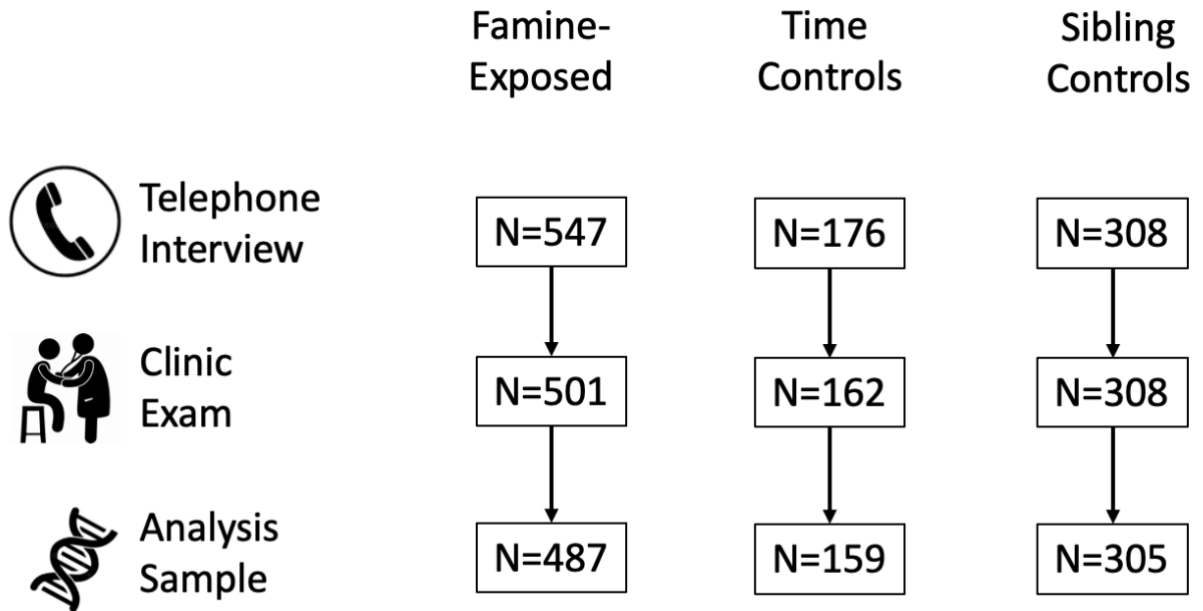 Famine-
Exposed
Time
Controls
Sibling
Controls
Telephone
Interview
N=547
N=176
N=308
Clinic
Exam
N=501
N=162
N=308
Analysis
Sample
N=487
N=159
N=305